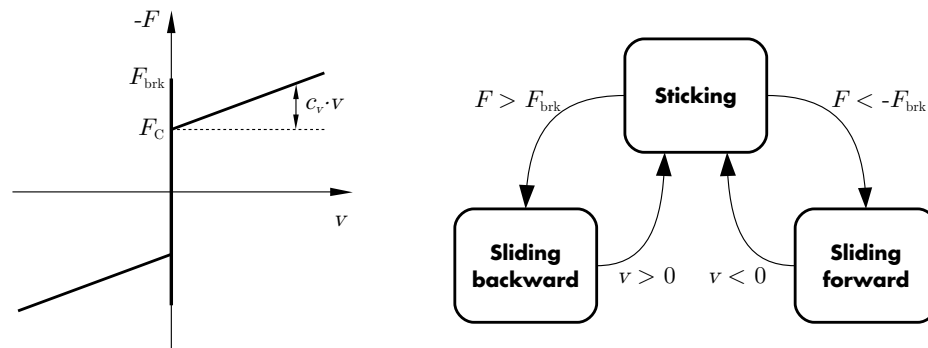 -F
F_brk
F_C
c_v·v
v
Sticking
F > F_brk
F < -F_brk
Sliding
backward
v > 0
v < 0
Sliding
forward